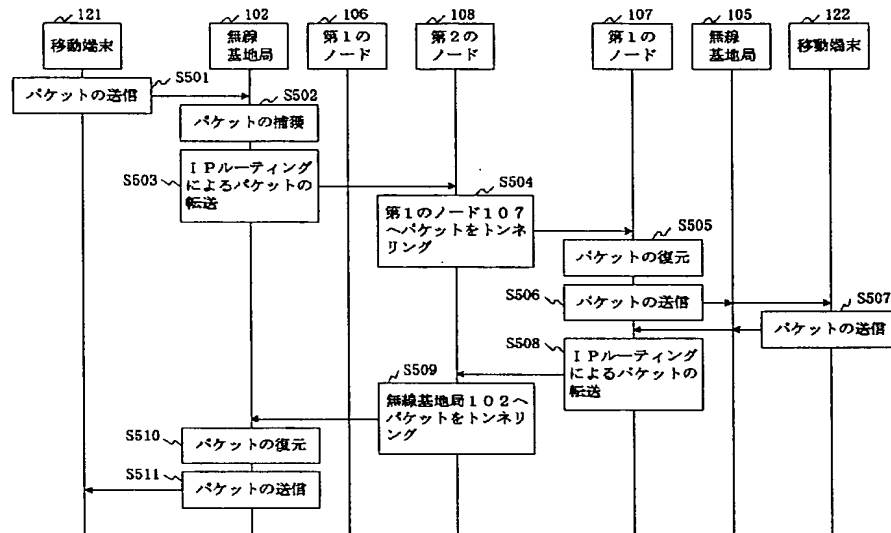 121
102
106
108
107
105
122
移動端末
無線
基地局
第1の
ノード
第2の
ノード
第1の
ノード
無線
基地局
移動端末
S501
パケットの送信
S502
パケットの捕獲
S503
IPルーティング
によるパケットの
転送
S504
第1のノード107
へパケットをトンネ
リング
S505
パケットの復元
S506
パケットの送信
S507
パケットの送信
S508
IPルーティング
によるパケットの
転送
S509
無線基地局102へ
パケットをトンネリ
ング
S510
パケットの復元
S511
パケットの送信